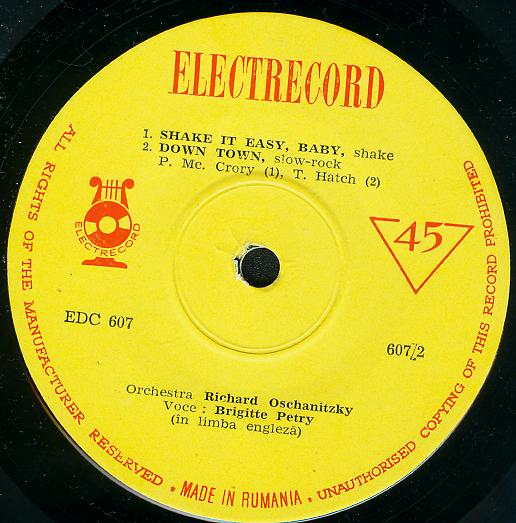 ELECTRECORD
1. SHAKE IT EASY, BABY, shake
2. DOWN TOWN, slow-rock
P. Mc. Crory (1), T. Hatch (2)
ELECTRECORD
45
EDC 607
607/2
Orchestra Richard Oschanitzky
Voce : Brigitte Petry
(în limba engleză)
ALL RIGHTS OF THE MANUFACTURER RESERVED * MADE IN RUMANIA * UNAUTHORISED COPYING OF THIS RECORD PROHIBITED